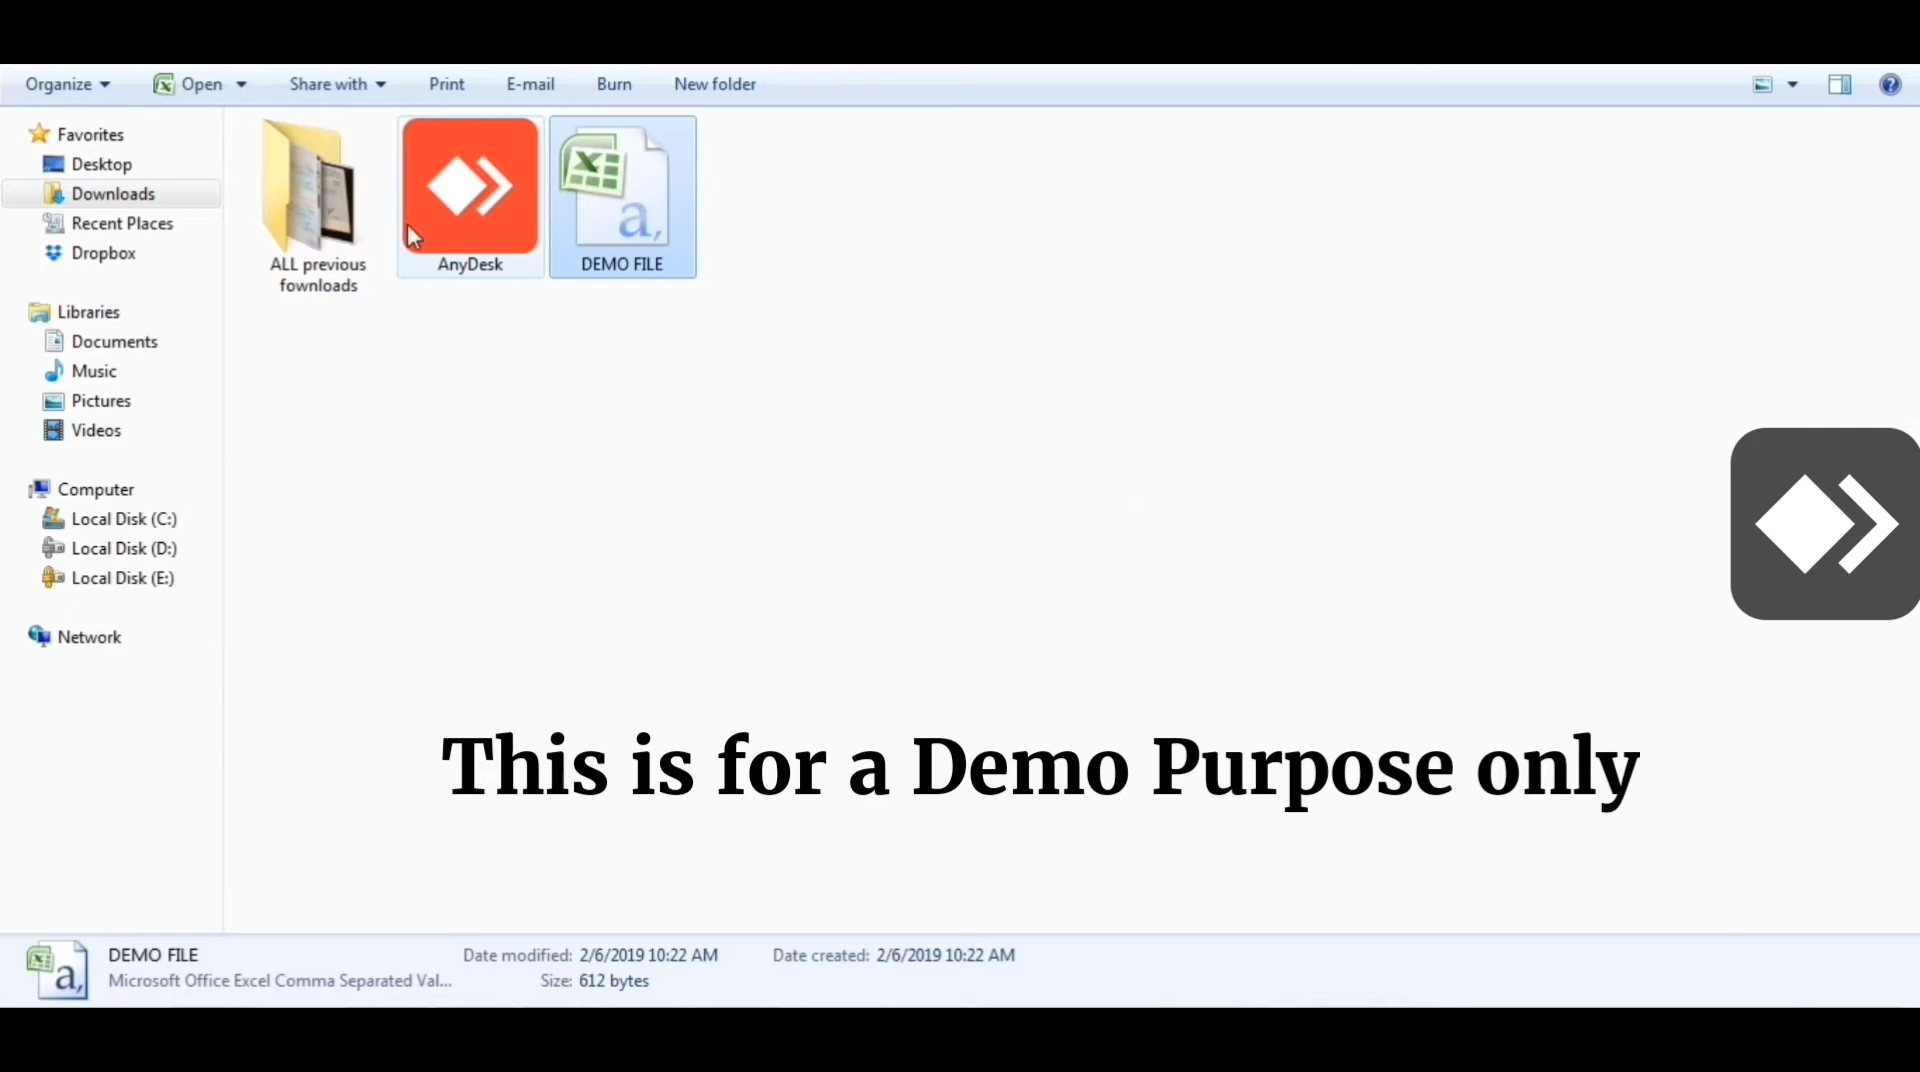 Organize Open Share with Print E-mail Burn New folder
Favorites
Desktop
Downloads
Recent Places
Dropbox
Libraries
Documents
Music
Pictures
Videos
Computer
Local Disk (C:)
Local Disk (D:)
Local Disk (E:)
Network
ALL previous
fownloads
AnyDesk
DEMO FILE
a,
This is for a Demo Purpose only
a,
DEMO FILE Date modified: 2/6/2019 10:22 AM Date created: 2/6/2019 10:22 AM
Microsoft Office Excel Comma Separated Val... Size: 612 bytes